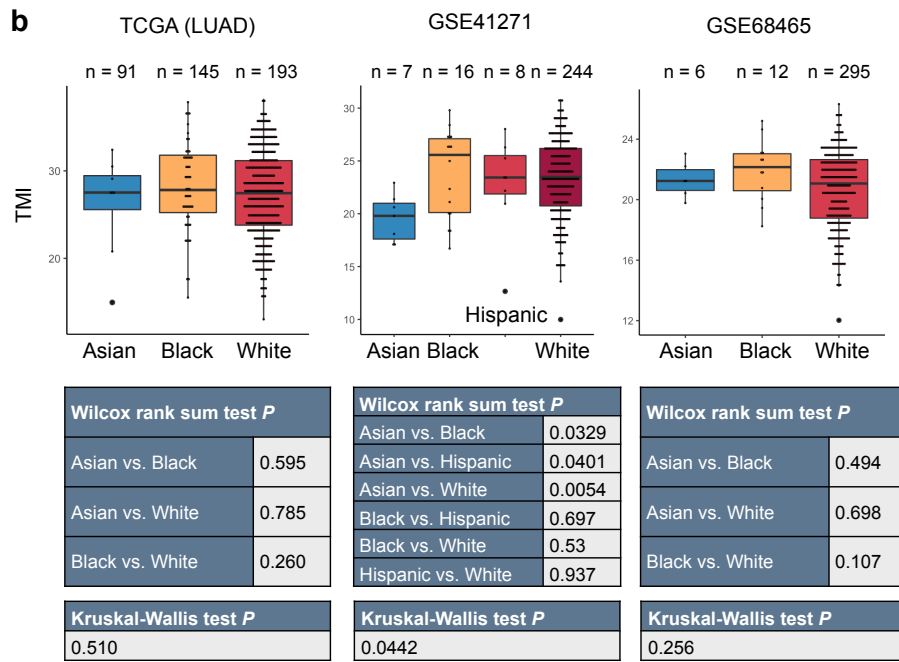 b
TCGA (LUAD)
GSE41271
GSE68465
n = 91 n = 145 n = 193
n = 7 n = 16 n = 8 n = 244
n = 6 n = 12 n = 295
TMI
30
20
30
25
20
15
10
24
20
16
12
Hispanic
Asian Black White
Asian Black White
Asian Black White
Wilcox rank sum test P
Asian vs. Black 0.595
Asian vs. White 0.785
Black vs. White 0.260
Kruskal-Wallis test P
0.510
Wilcox rank sum test P
Asian vs. Black 0.0329
Asian vs. Hispanic 0.0401
Asian vs. White 0.0054
Black vs. Hispanic 0.697
Black vs. White 0.53
Hispanic vs. White 0.937
Kruskal-Wallis test P
0.0442
Wilcox rank sum test P
Asian vs. Black 0.494
Asian vs. White 0.698
Black vs. White 0.107
Kruskal-Wallis test P
0.256